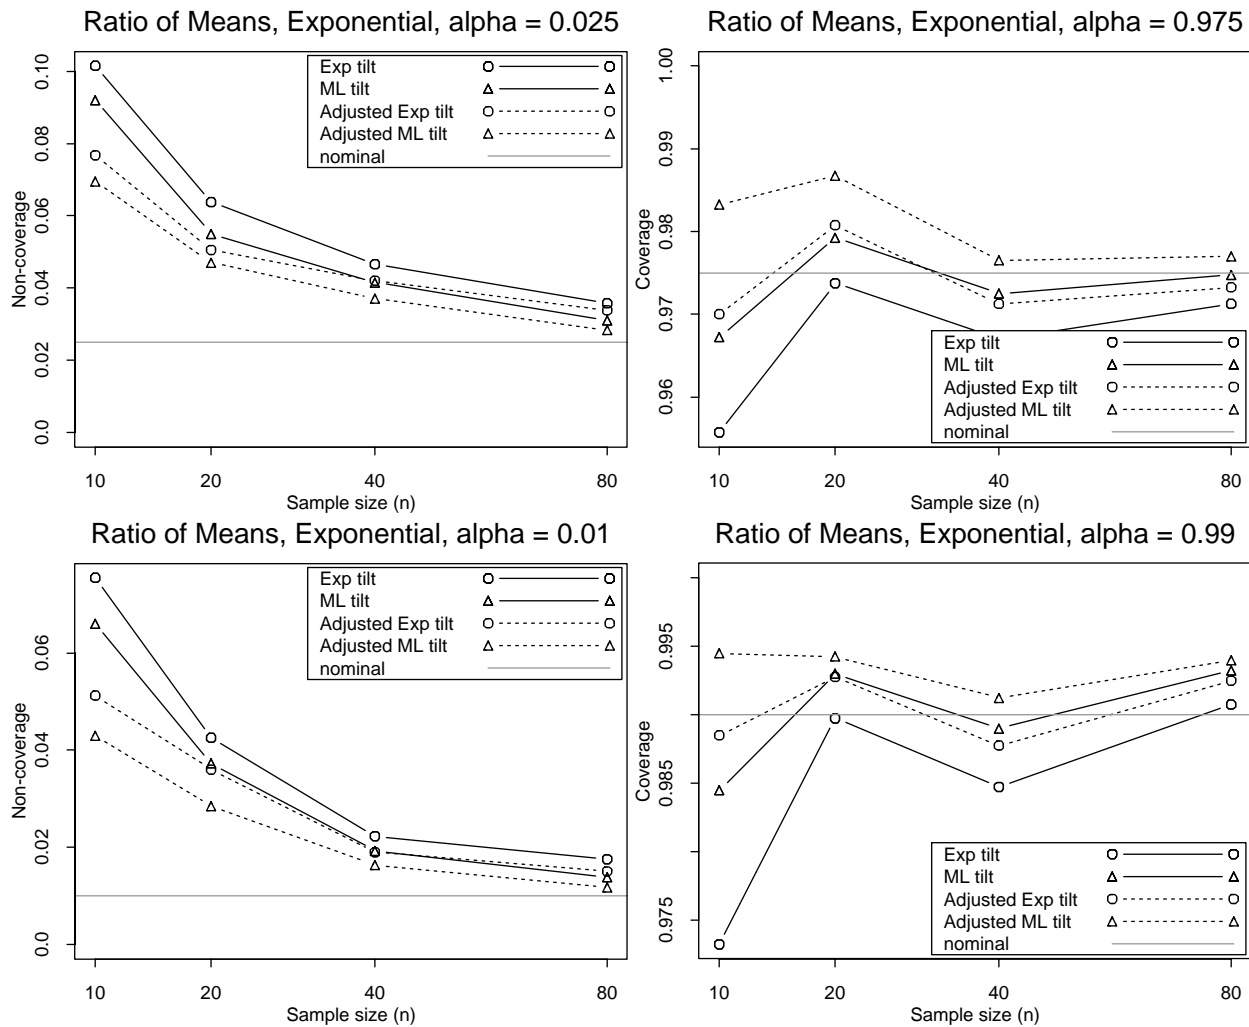 Ratio of Means, Exponential, alpha = 0.025
Non-coverage
0.10
0.08
0.06
0.04
0.02
0.0
Exp tilt
ML tilt
Adjusted Exp tilt
Adjusted ML tilt
nominal
10 20 40 80
Sample size (n)
Ratio of Means, Exponential, alpha = 0.975
Coverage
1.00
0.99
0.98
0.97
0.96
Exp tilt
ML tilt
Adjusted Exp tilt
Adjusted ML tilt
nominal
10 20 40 80
Sample size (n)
Ratio of Means, Exponential, alpha = 0.01
Non-coverage
0.06
0.04
0.02
0.0
Exp tilt
ML tilt
Adjusted Exp tilt
Adjusted ML tilt
nominal
10 20 40 80
Sample size (n)
Ratio of Means, Exponential, alpha = 0.99
Coverage
0.995
0.985
0.975
Exp tilt
ML tilt
Adjusted Exp tilt
Adjusted ML tilt
nominal
10 20 40 80
Sample size (n)